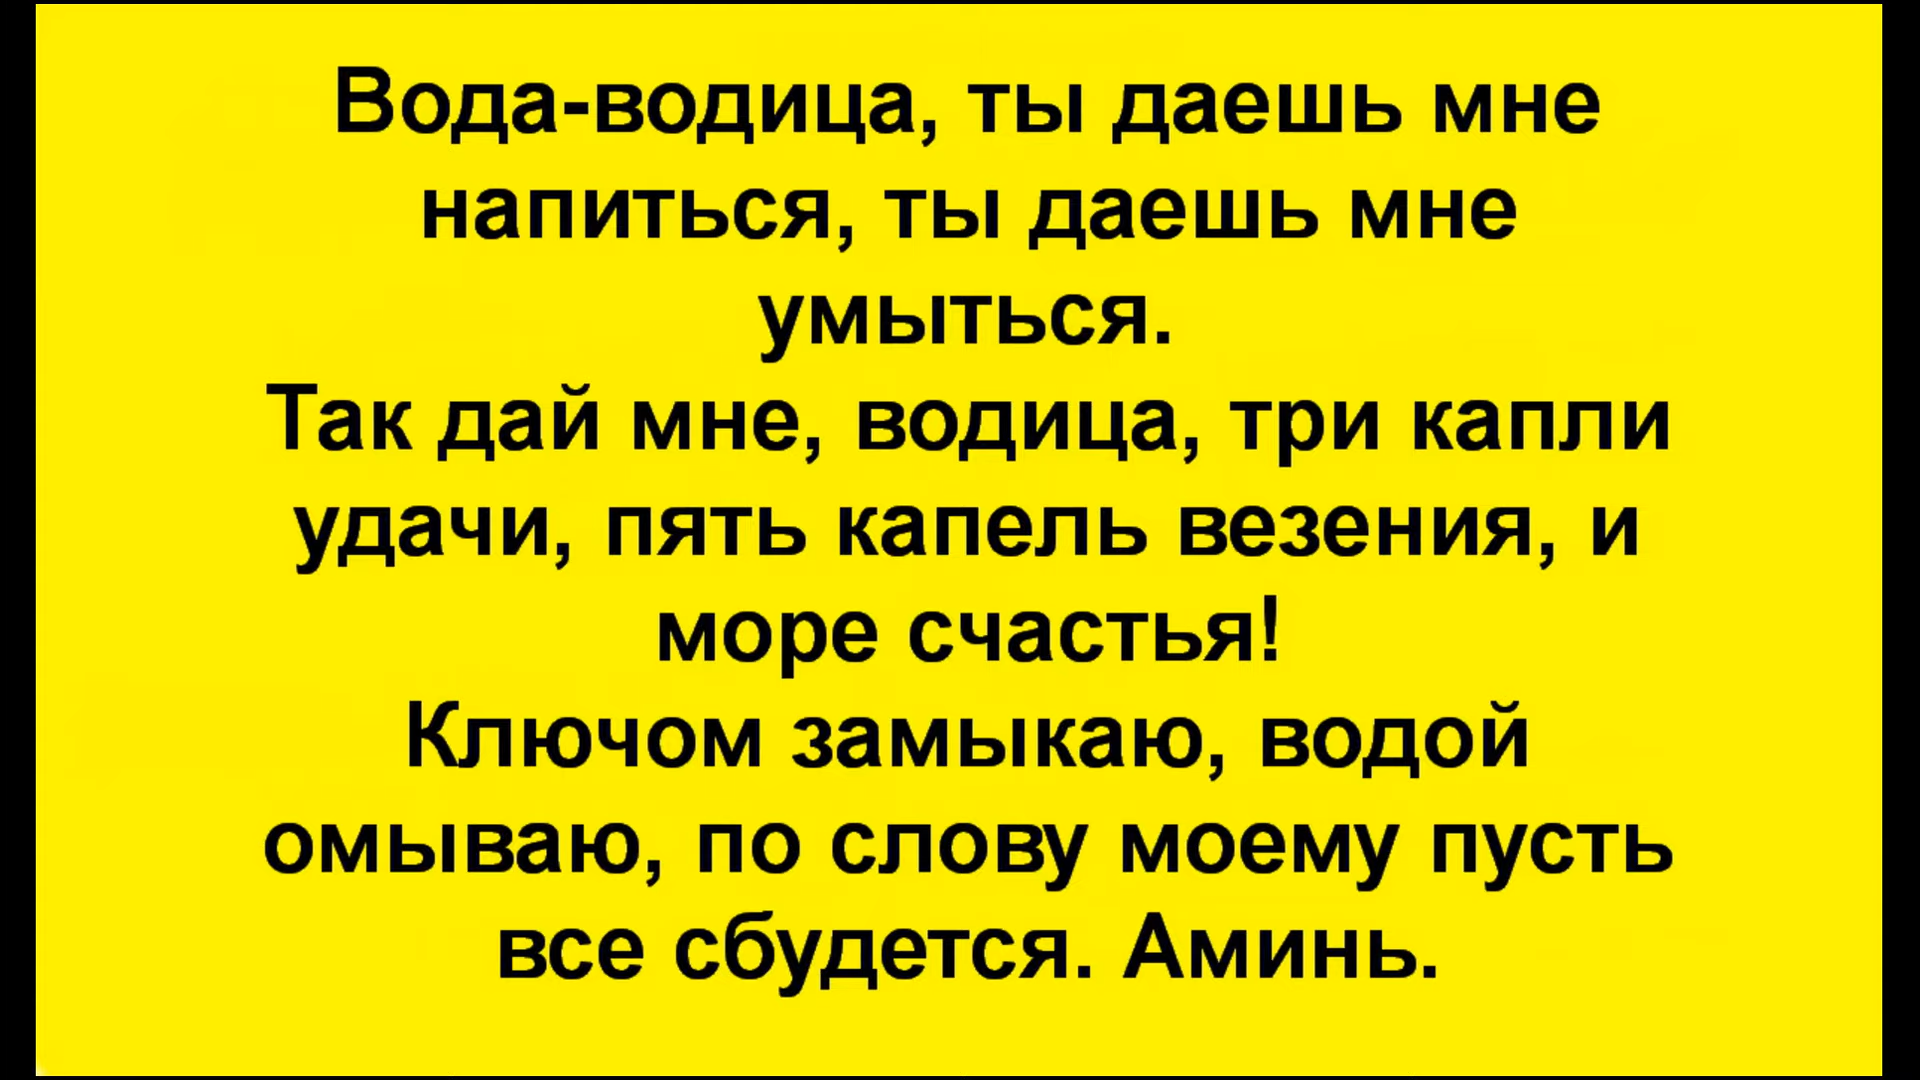 Вода-водица, ты даешь мне
напиться, ты даешь мне
умыться.
Так дай мне, водица, три капли
удачи, пять капель везения, и
море счастья!
Ключом замыкаю, водой
омываю, по слову моему пусть
все сбудется. Аминь.